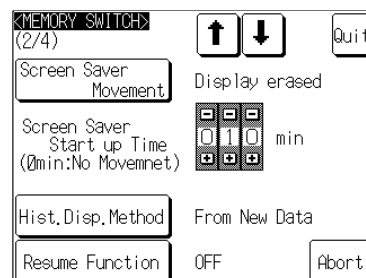 <MEMORY SWITCH>
(2/4)
Quit
Screen Saver
Movement
Display erased
Screen Saver
Start up Time
(0min:No Movemnet)
010 min
Hist.Disp.Method
From New Data
Resume Function
OFF
Abort